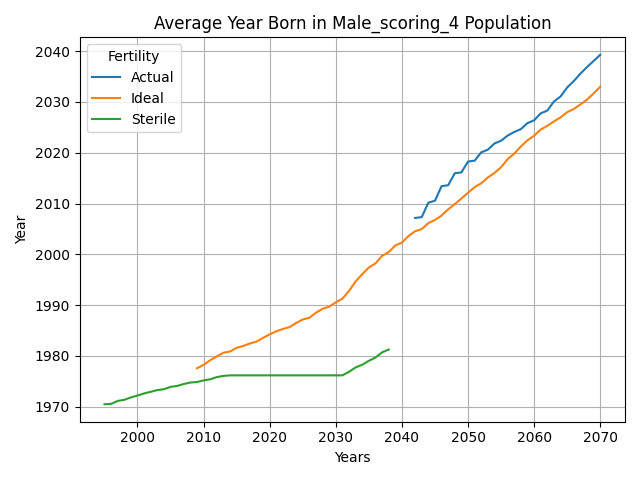 Average Year Born in Male_scoring_4 Population
Fertility
Actual
Ideal
Sterile
Year
2040
2030
2020
2010
2000
1990
1980
1970
2000
2010
2020
2030
2040
2050
2060
2070
Years